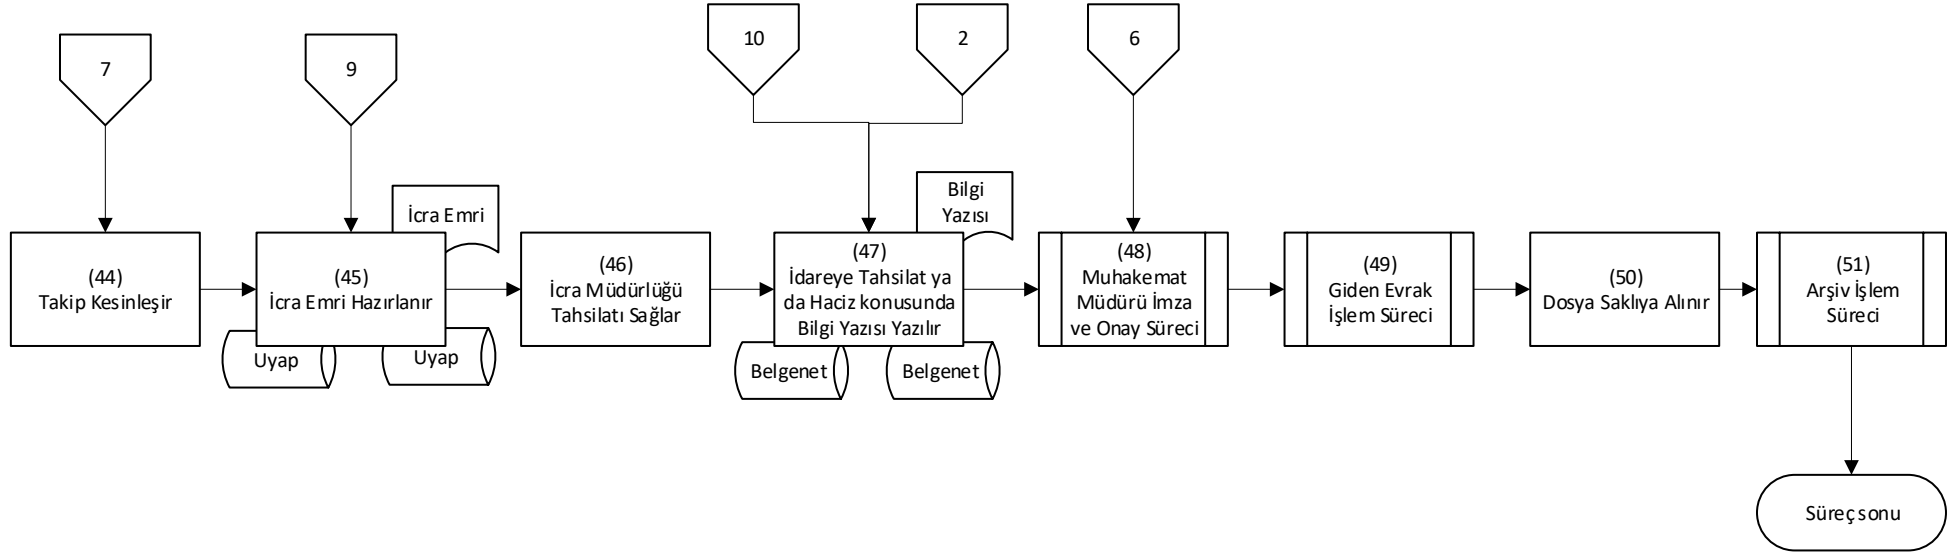 7
9
10
2
6
İcra Emri
Bilgi
Yazısı
(44)
Takip Kesinleşir
(45)
İcra Emri Hazırlanır
(46)
İcra Müdürlüğü
Tahsilatı Sağlar
(47)
İdareye Tahsilat ya
da Haciz konusunda
Bilgi Yazısı Yazılır
(48)
Muhakemat
Müdürü İmza
ve Onay Süreci
(49)
Giden Evrak
İşlem Süreci
(50)
Dosya Saklıya Alınır
(51)
Arşiv İşlem
Süreci
Uyap
Uyap
Belgenet
Belgenet
Süreç sonu